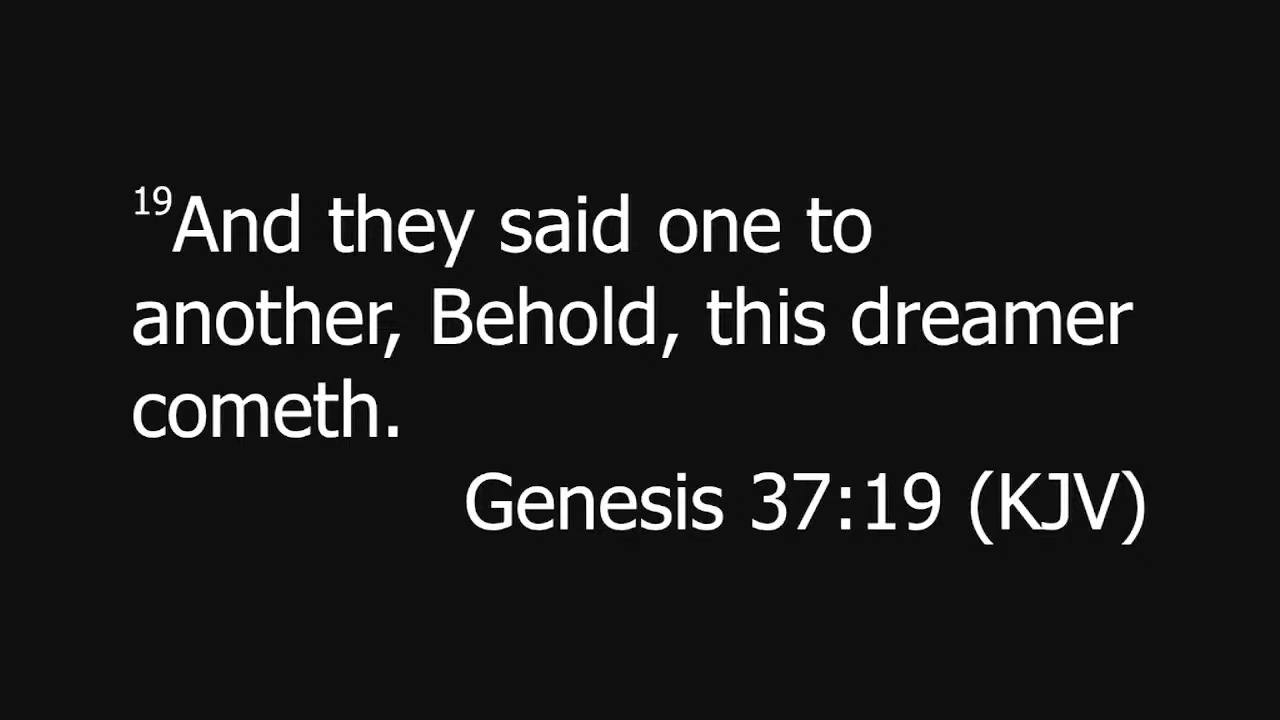 19And they said one to
another, Behold, this dreamer
cometh.
Genesis 37:19 (KJV)